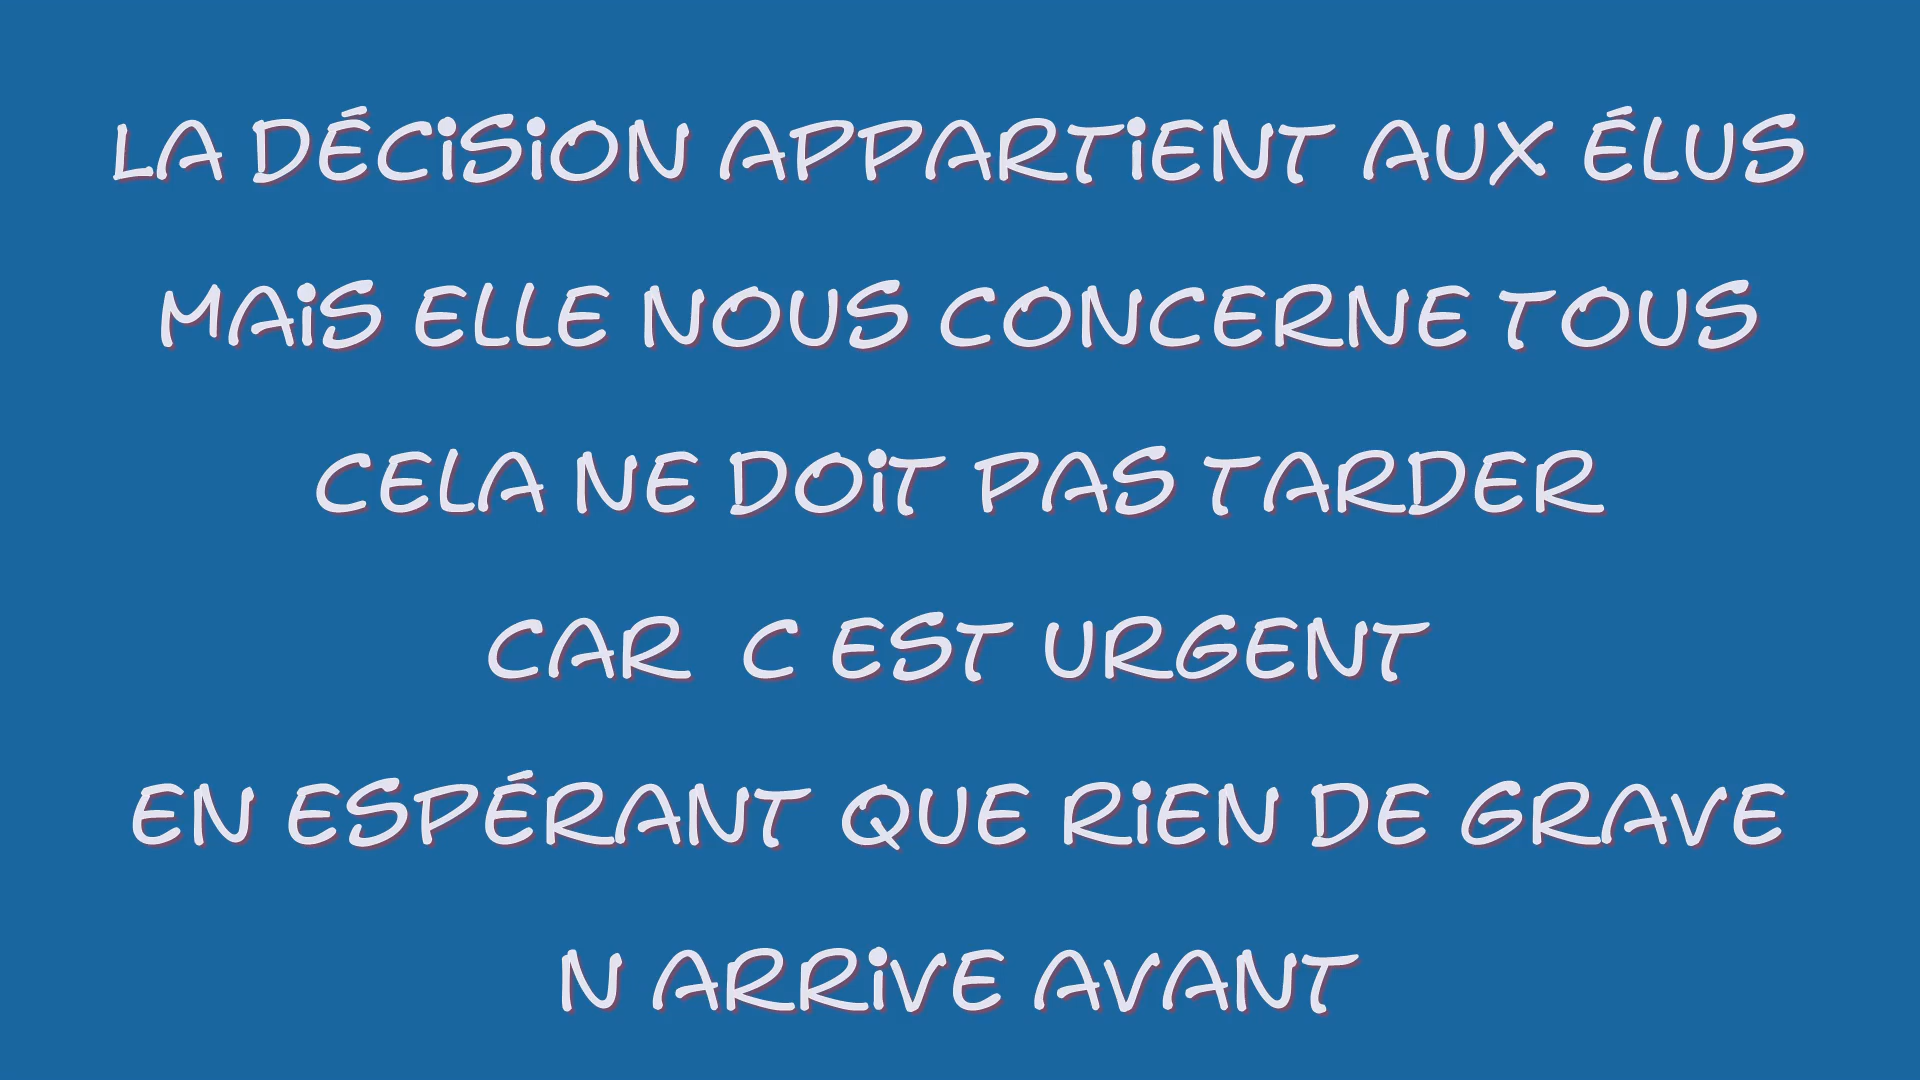 LA DÉCISION APPARTIENT AUX ÉLUS
MAIS ELLE NOUS CONCERNE TOUS
CELA NE DOIT PAS TARDER
CAR  C EST URGENT
EN ESPÉRANT QUE RIEN DE GRAVE
N ARRIVE AVANT